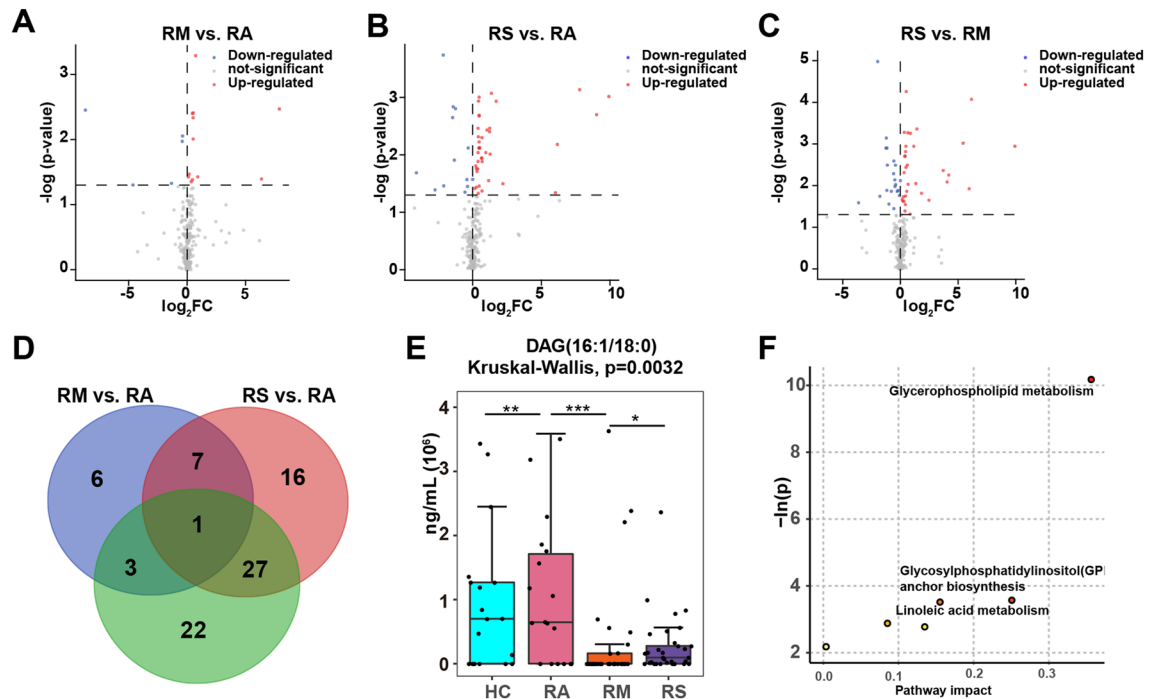 A
RM vs. RA
Down-regulated
not-significant
Up-regulated
-log (p-value)
3
2
1
0
-5
0
5
log2FC
B
RS vs. RA
Down-regulated
not-significant
Up-regulated
-log (p-value)
3
2
1
0
-5
0
5
10
log2FC
C
RS vs. RM
Down-regulated
not-significant
Up-regulated
-log (p-value)
5
4
3
2
1
0
-5
0
5
10
log2FC
D
RM vs. RA
RS vs. RA
6
7
16
1
3
27
22
E
DAG(16:1/18:0)
Kruskal-Wallis, p=0.0032
ng/mL (10⁶)
4
3
2
1
0
**
***
*
HC
RA
RM
RS
F
−ln(p)
10
8
6
4
2
Glycerophospholipid metabolism
Glycosylphosphatidylinositol(GPI
anchor biosynthesis
Linoleic acid metabolism
0.0
0.1
0.2
0.3
Pathway impact